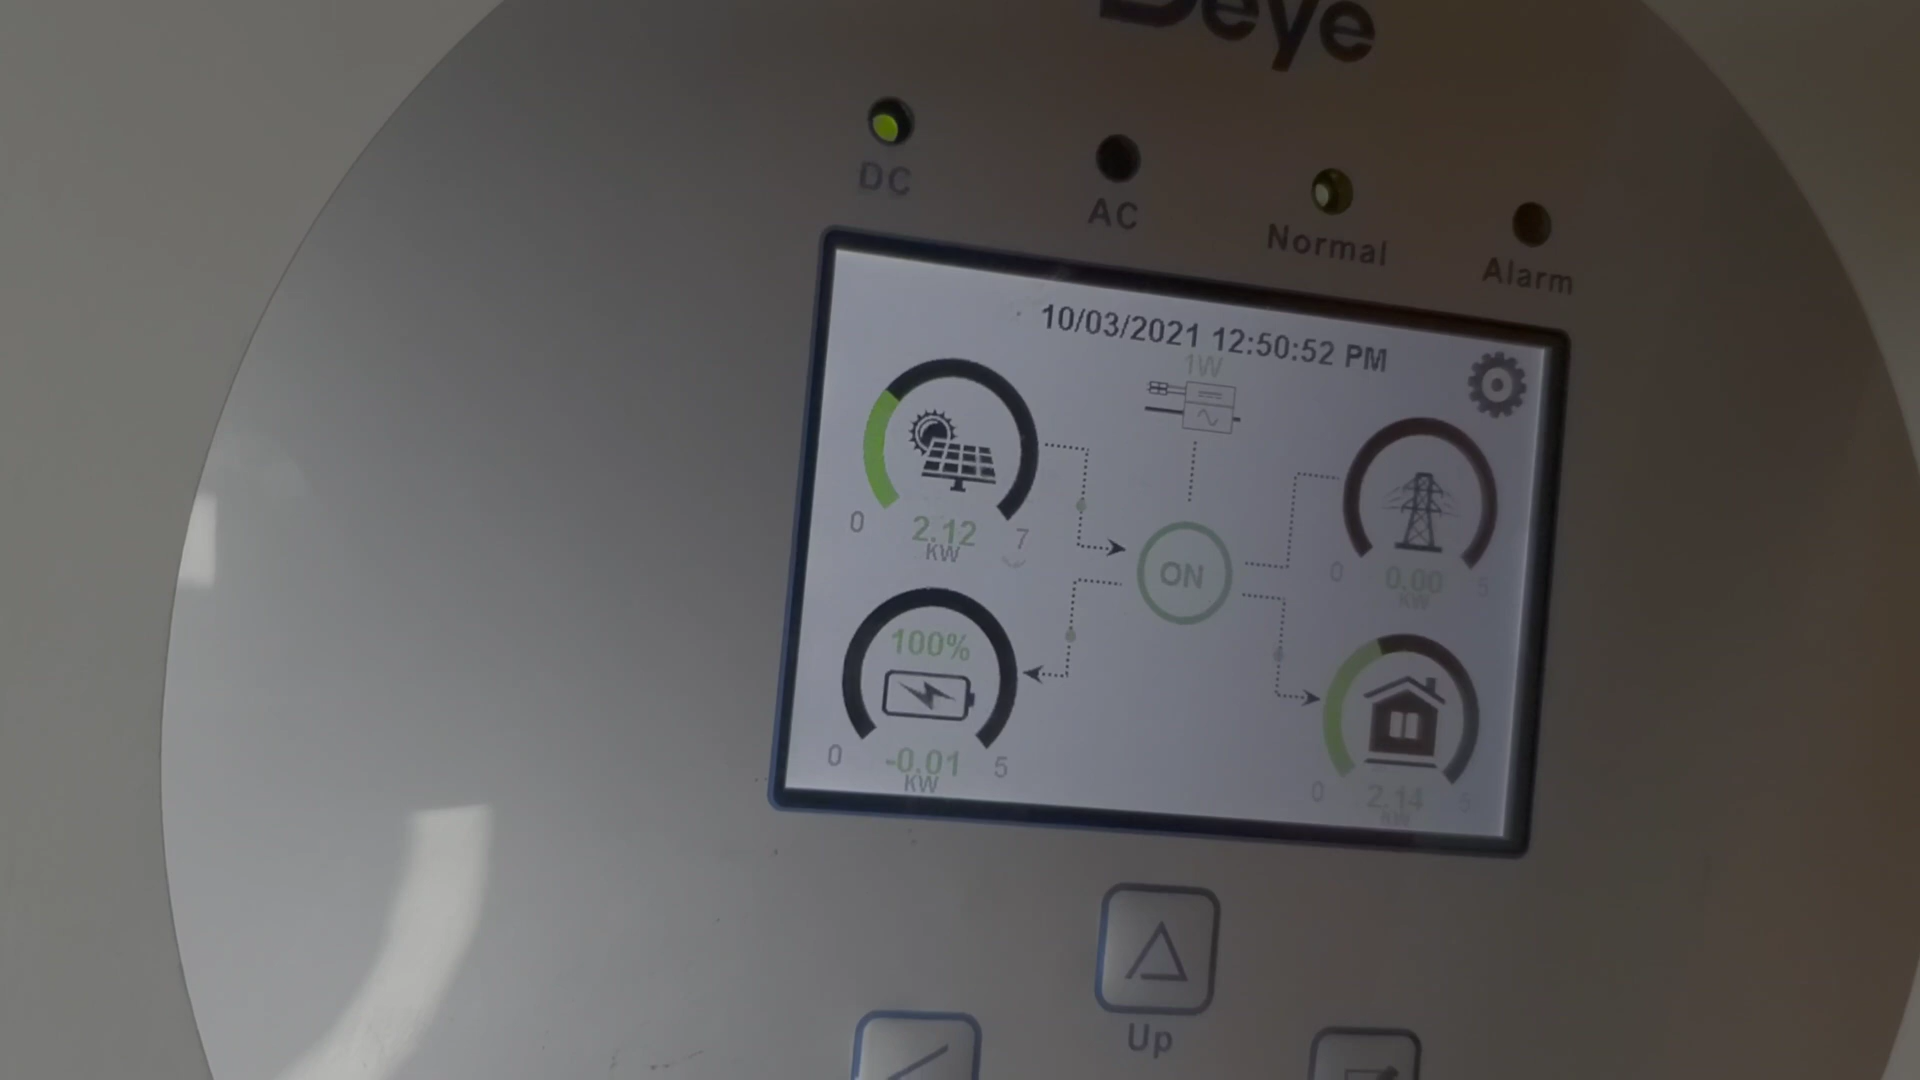 Deye
DC
AC
Normal
Alarm
10/03/2021 12:50:52 PM
1W
0
2.12
7
KW
ON
0
0.00
5
KW
100%
0
-0.01
5
KW
0
2.14
5
KW
Up